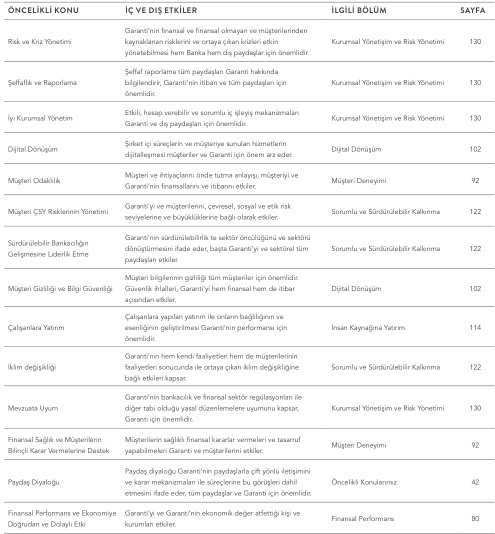 ÖNCELİKLİ KONU İÇ VE DIŞ ETKİLER İLGİLİ BÖLÜM SAYFA
Garanti'nin finansal ve finansal olmayan ve müşterilerinden
Risk ve Kriz Yönetimi kaynaklanan risklerini ve ortaya çıkan krizleri etkin Kurumsal Yönetişim ve Risk Yönetimi 130
yönetebilmesi hem Banka hem dış paydaşlar için önemlidir.
Şeffaf raporlama tüm paydaşları Garanti hakkında
Şeffaflık ve Raporlama bilgilendirir, Garanti'nin itibarı ve tüm paydaşları için Kurumsal Yönetişim ve Risk Yönetimi 130
önemlidir.
İyi Kurumsal Yönetim Etkili, hesap verebilir ve sorumlu iç işleyiş mekanizmaları Kurumsal Yönetişim ve Risk Yönetimi 130
Garanti ve dış paydaşları için önemlidir.
Dijital Dönüşüm Şirket içi süreçlerin ve müşteriye sunulan hizmetlerin Dijital Dönüşüm 102
dijitalleşmesi müşteriler ve Garanti için önem arz eder.
Müşteri Odaklılık Müşteri ve ihtiyaçlarını önde tutma anlayışı, müşteriyi ve Müşteri Deneyimi 92
Garanti'nin finansallarını ve itibarını etkiler.
Müşteri ÇSY Risklerinin Yönetimi Garanti'yi ve müşterilerini, çevresel, sosyal ve etik risk Sorumlu ve Sürdürülebilir Kalkınma 122
seviyelerine ve büyüklüklerine bağlı olarak etkiler.
Sürdürülebilir Bankacılığın Garanti'nin sürdürülebilirlik te sektör öncülüğünü ve sektörü
Gelişmesine Liderlik Etme dönüştürmesini ifade eder, başta Garanti'yi ve sektörel tüm Sorumlu ve Sürdürülebilir Kalkınma 122
paydaşları etkiler.
Müşteri bilgilerinin gizliliği tüm müşteriler için önemlidir.
Müşteri Gizliliği ve Bilgi Güvenliği Güvenlik ihlalleri, Garanti'yi hem finansal hem de itibar Dijital Dönüşüm 102
açısından etkiler.
Çalışanlara yapılan yatırım ile onların bağlılığının ve
Çalışanlara Yatırım esenliğinin geliştirilmesi Garanti'nin performansı için İnsan Kaynağına Yatırım 114
önemlidir.
Garanti'nin hem kendi faaliyetleri hem de müşterilerinin
İklim değişikliği faaliyetleri sonucunda ile ortaya çıkan iklim değişikliğine Sorumlu ve Sürdürülebilir Kalkınma 122
bağlı etkileri kapsar.
Garanti'nin bankacılık ve finansal sektör regülasyonları ile
Mevzuata Uyum diğer tabi olduğu yasal düzenlemelere uyumunu kapsar, Kurumsal Yönetişim ve Risk Yönetimi 130
Garanti için önemlidir.
Finansal Sağlık ve Müşterilerin Müşterilerin sağlıklı finansal kararlar vermeleri ve tasarruf Müşteri Deneyimi 92
Bilinçli Karar Vermelerine Destek yapabilmeleri Garanti ve müşterilerini etkiler.
Paydaş diyaloğu Garanti'nin paydaşlarla çift yönlü iletişimini
Paydaş Diyaloğu ve karar mekanizmaları ile süreçlerine bu görüşleri dahil Öncelikli Konularımız 42
etmesini ifade eder, tüm paydaşlar ve Garanti için önemlidir.
Finansal Performans ve Ekonomiye Garanti'yi ve Garanti'nin ekonomik değer atfettiği kişi ve Finansal Performans 80
Doğrudan ve Dolaylı Etki kurumları etkiler.